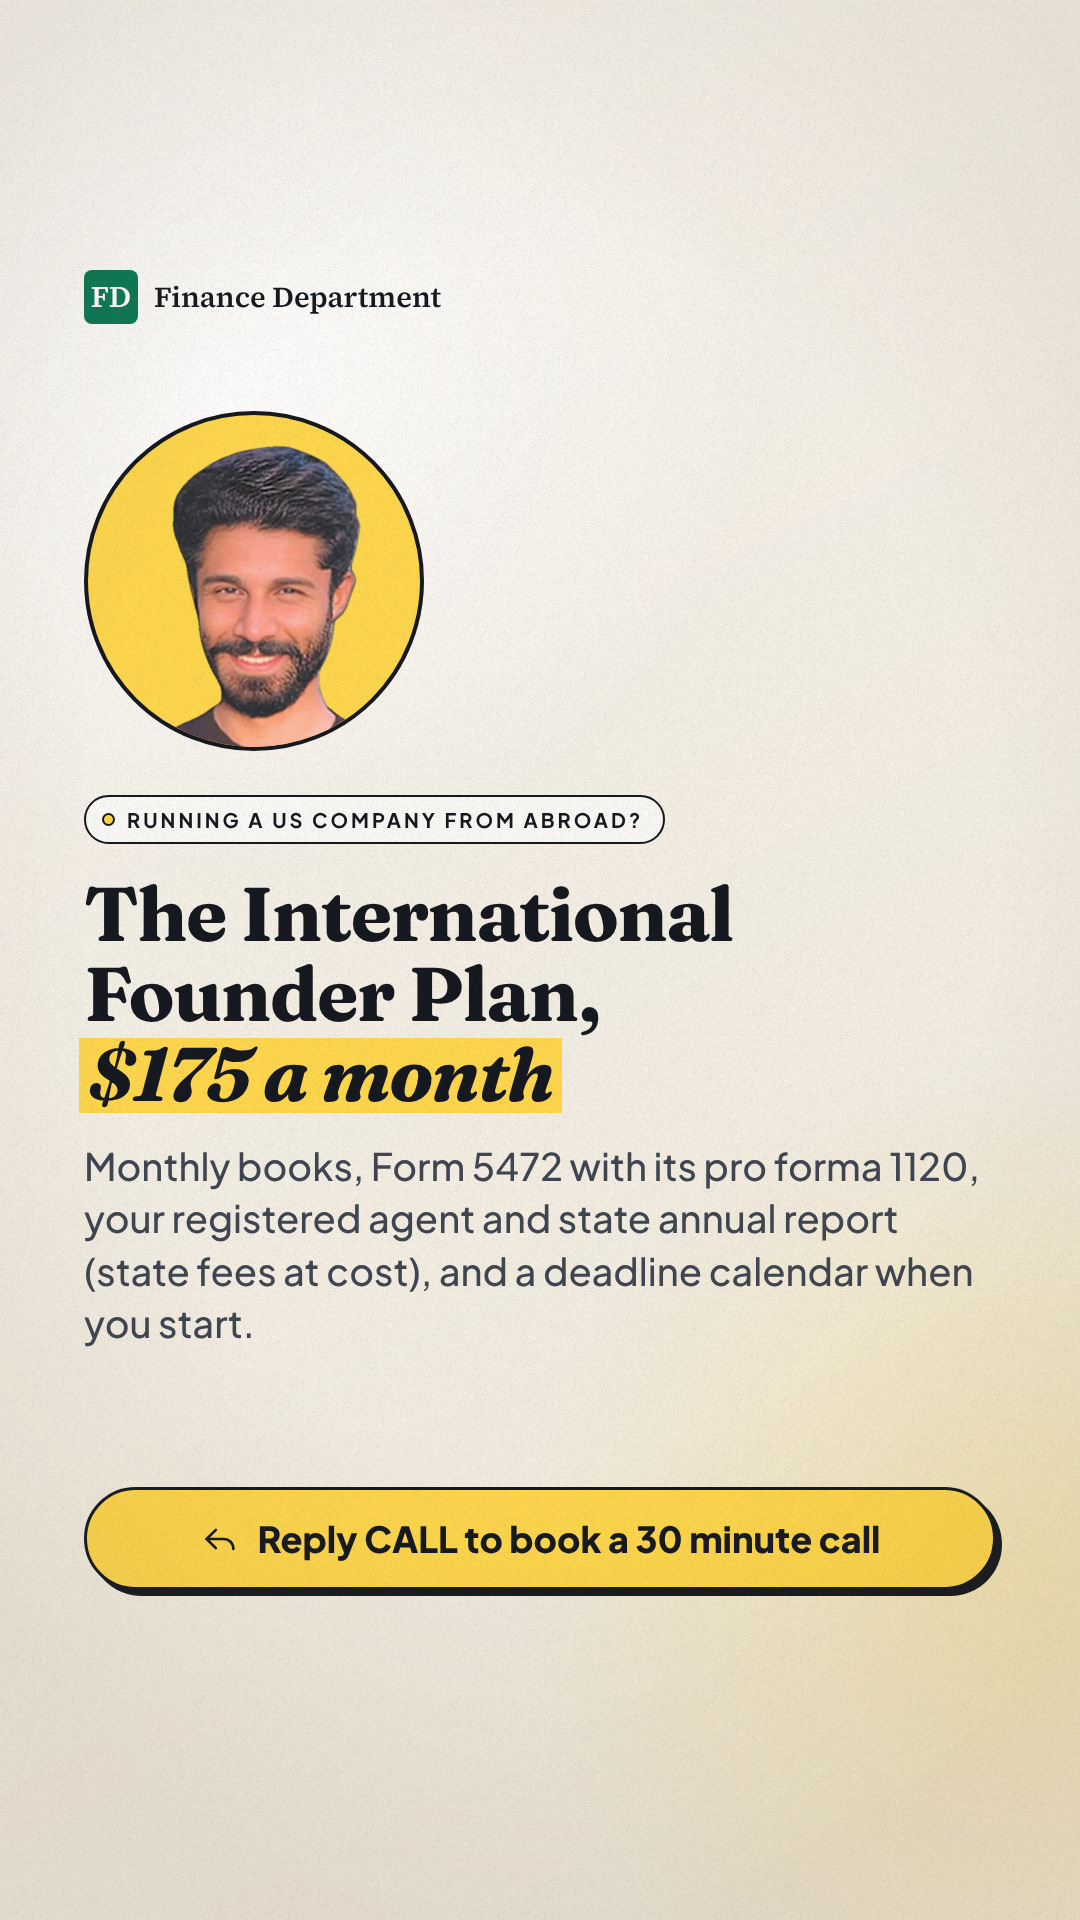 FD Finance Department
RUNNING A US COMPANY FROM ABROAD?
The International
Founder Plan,
$175 a month
Monthly books, Form 5472 with its pro forma 1120,
your registered agent and state annual report
(state fees at cost), and a deadline calendar when
you start.
Reply CALL to book a 30 minute call